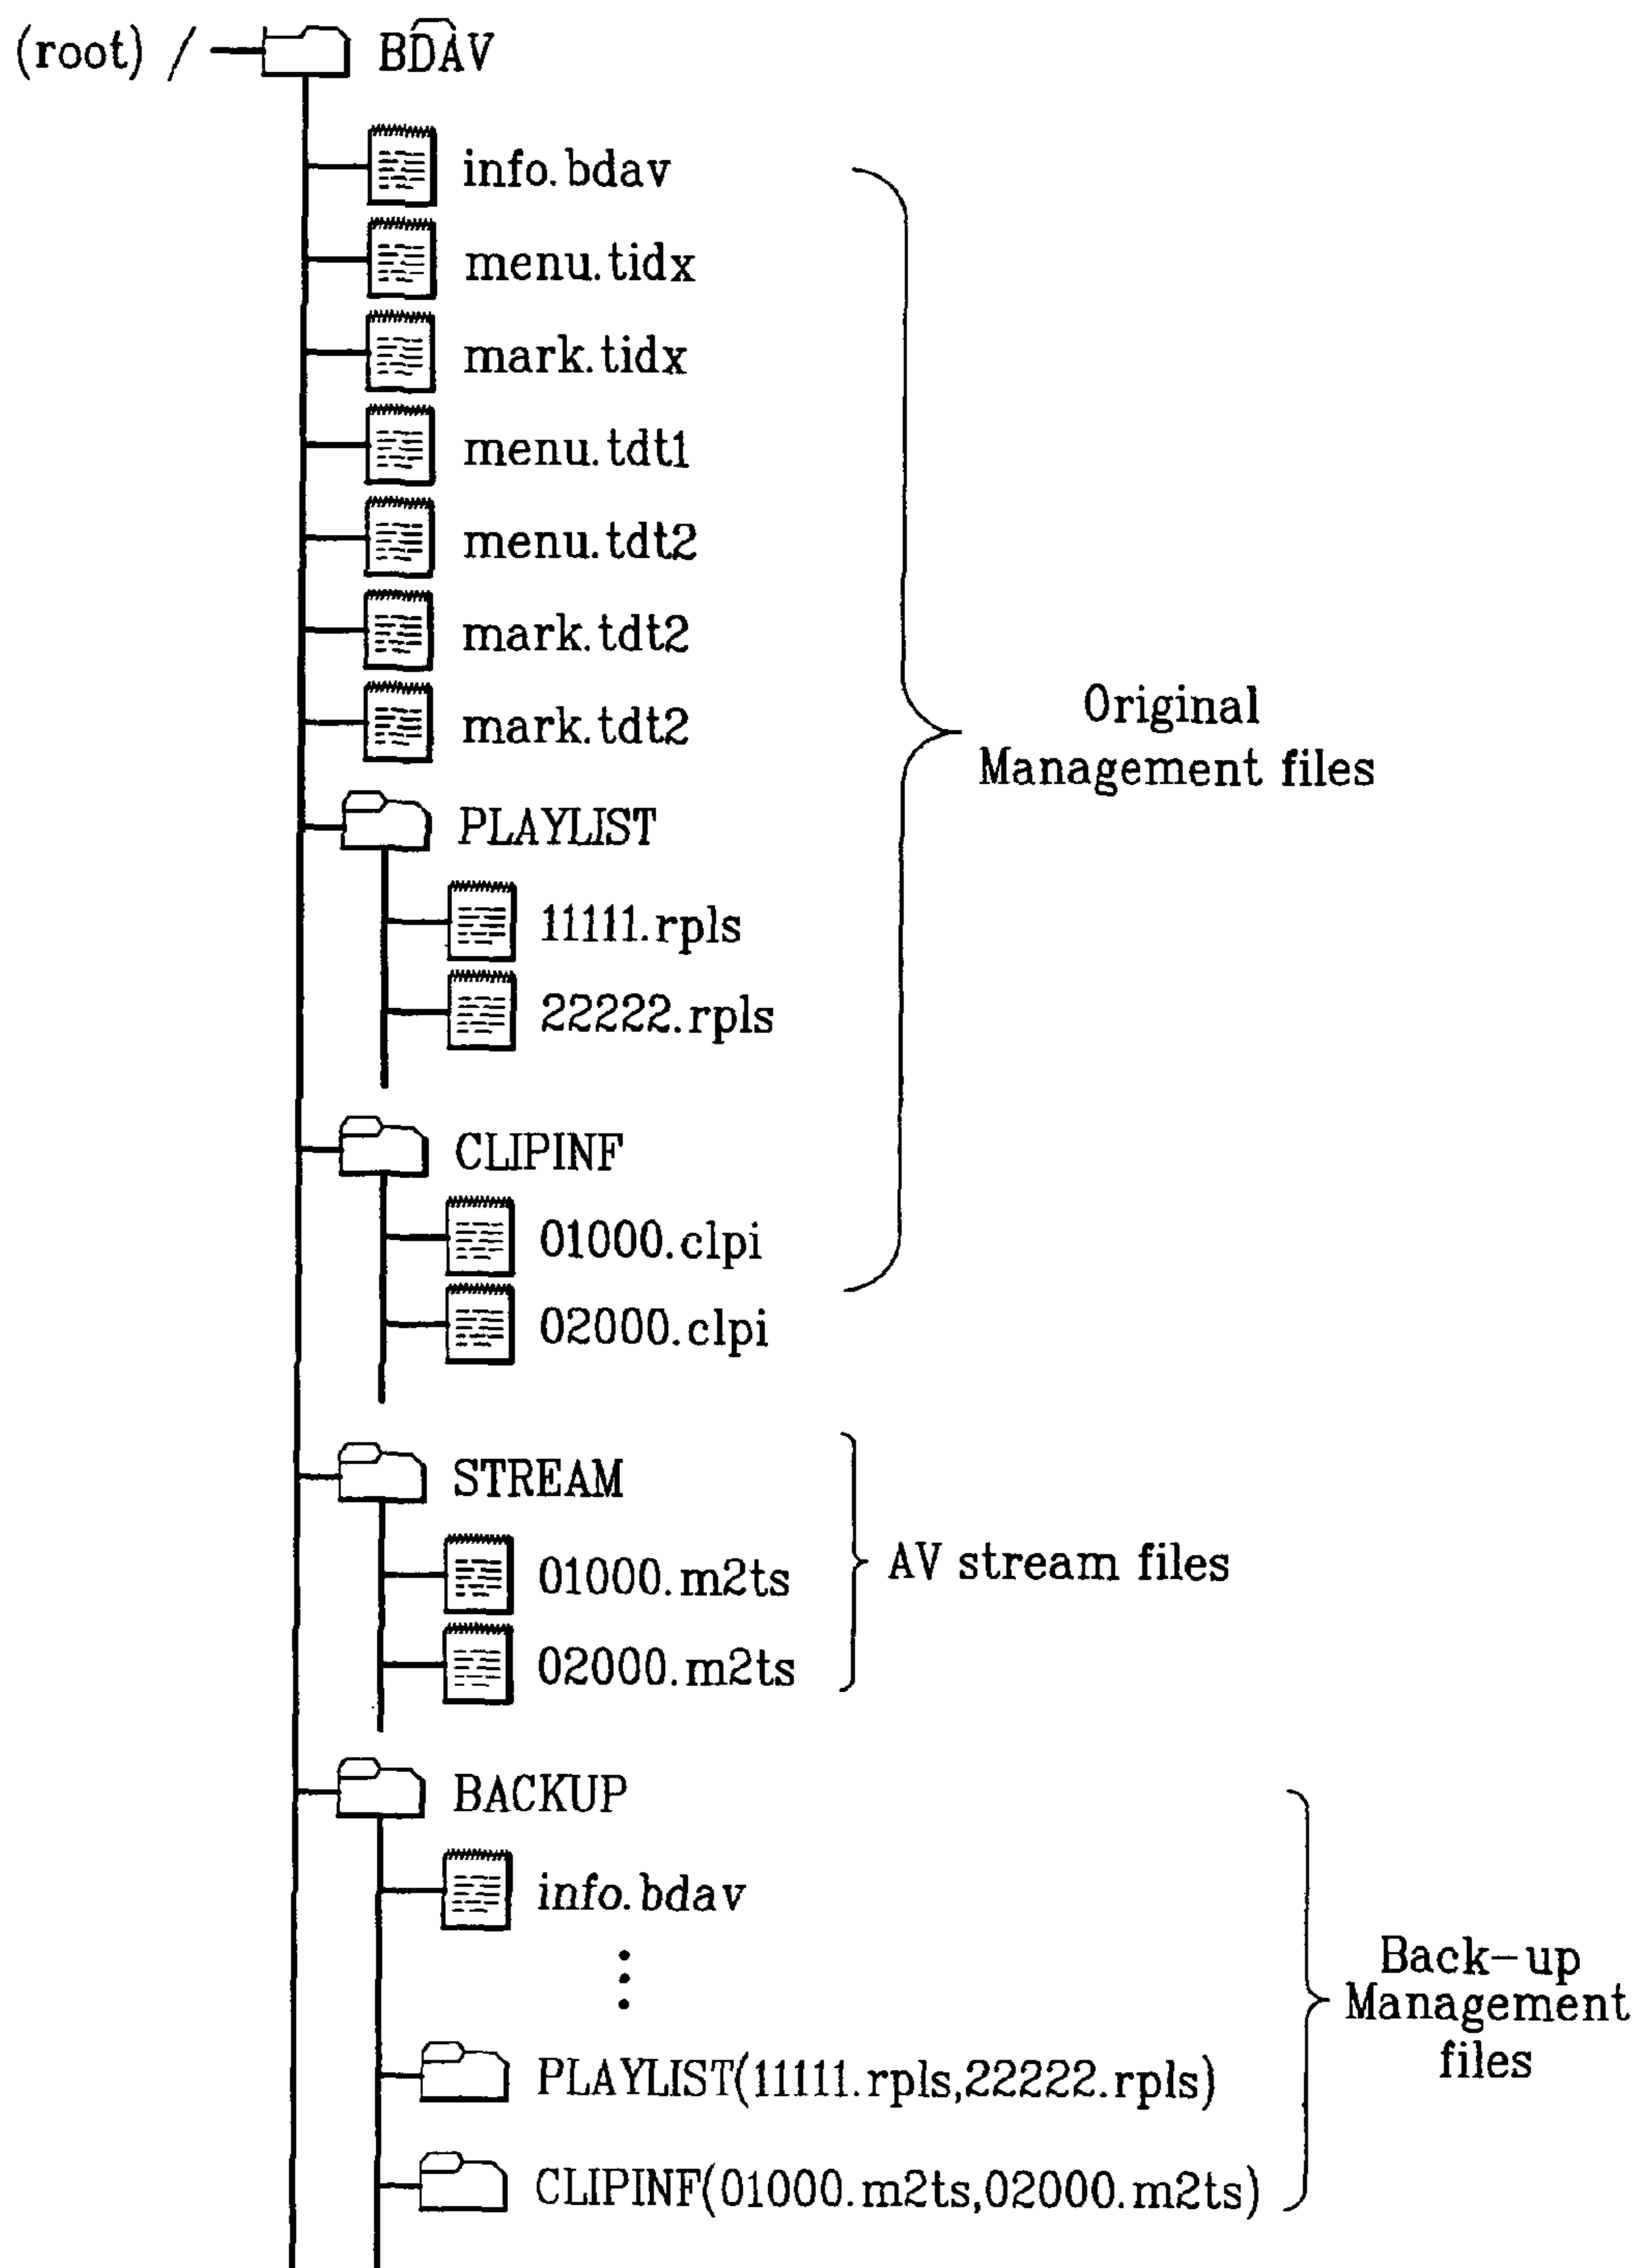 (root) / BDAV
info.bdav
menu.tidx
mark.tidx
menu.tdt1
menu.tdt2
mark.tdt2
mark.tdt2
Original
Management files
PLAYLIST
11111.rpls
22222.rpls
CLIPINF
01000.clpi
02000.clpi
STREAM
01000.m2ts
AV stream files
02000.m2ts
BACKUP
info.bdav
Back-up
Management
files
PLAYLIST(11111.rpls,22222.rpls)
CLIPINF(01000.m2ts,02000.m2ts)